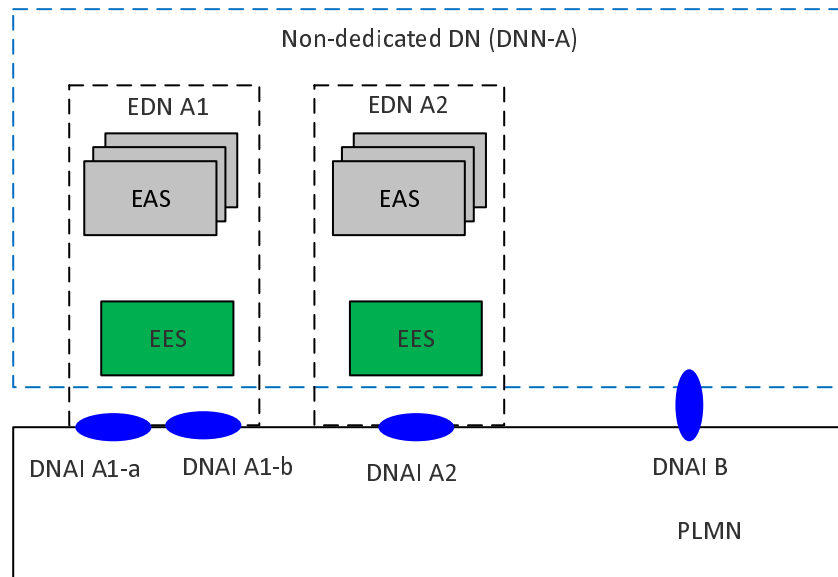 Non-dedicated DN (DNN-A)
EDN A1
EDN A2
EAS
EAS
EES
EES
DNAI A1-a
DNAI A1-b
DNAI A2
DNAI B
PLMN